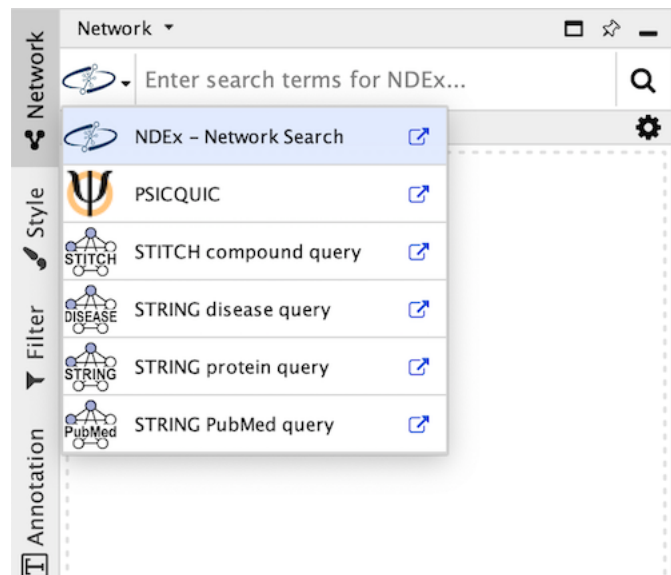 Network
Enter search terms for NDEx...
NDEx – Network Search
PSICQUIC
STITCH
STITCH compound query
DISEASE
STRING disease query
STRING
STRING protein query
PubMed
STRING PubMed query
Network
Style
Filter
Annotation